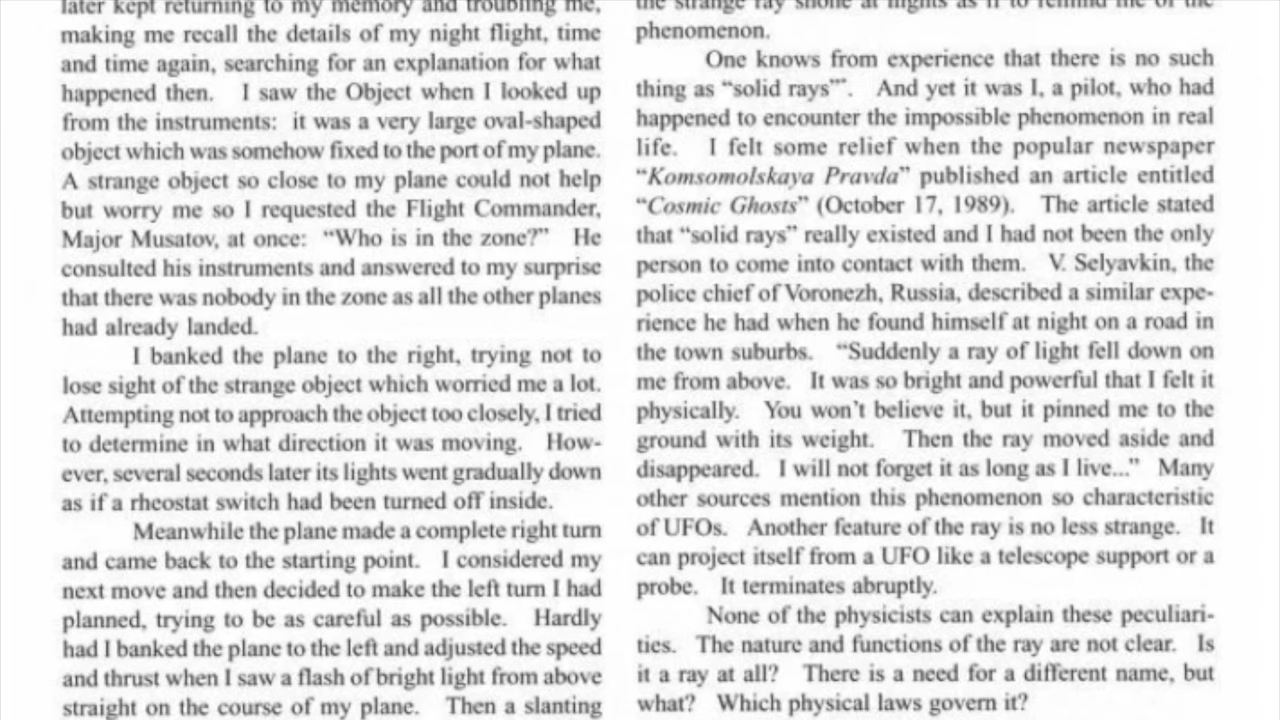 later kept returning to my memory and troubling me,
making me recall the details of my night flight, time
and time again, searching for an explanation for what
happened then. I saw the Object when I looked up
from the instruments: it was a very large oval-shaped
object which was somehow fixed to the port of my plane.
A strange object so close to my plane could not help
but worry me so I requested the Flight Commander,
Major Musatov, at once: "Who is in the zone?" He
consulted his instruments and answered to my surprise
that there was nobody in the zone as all the other planes
had already landed.
I banked the plane to the right, trying not to
lose sight of the strange object which worried me a lot.
Attempting not to approach the object too closely, I tried
to determine in what direction it was moving. How-
ever, several seconds later its lights went gradually down
as if a rheostat switch had been turned off inside.
Meanwhile the plane made a complete right turn
and came back to the starting point. I considered my
next move and then decided to make the left turn I had
planned, trying to be as careful as possible. Hardly
had I banked the plane to the left and adjusted the speed
and thrust when I saw a flash of bright light from above
straight on the course of my plane. Then a slanting
the strange ray shone at nights as if to remind me of the
phenomenon.
One knows from experience that there is no such
thing as "solid rays"". And yet it was I, a pilot, who had
happened to encounter the impossible phenomenon in real
life. I felt some relief when the popular newspaper
"Komsomolskaya Pravda" published an article entitled
"Cosmic Ghosts" (October 17, 1989). The article stated
that "solid rays" really existed and I had not been the only
person to come into contact with them. V. Selyavkin, the
police chief of Voronezh, Russia, described a similar expe-
rience he had when he found himself at night on a road in
the town suburbs. "Suddenly a ray of light fell down on
me from above. It was so bright and powerful that I felt it
physically. You won't believe it, but it pinned me to the
ground with its weight. Then the ray moved aside and
disappeared. I will not forget it as long as I live..." Many
other sources mention this phenomenon so characteristic
of UFOs. Another feature of the ray is no less strange. It
can project itself from a UFO like a telescope support or a
probe. It terminates abruptly.
None of the physicists can explain these peculiari-
ties. The nature and functions of the ray are not clear. Is
it a ray at all? There is a need for a different name, but
what? Which physical laws govern it?